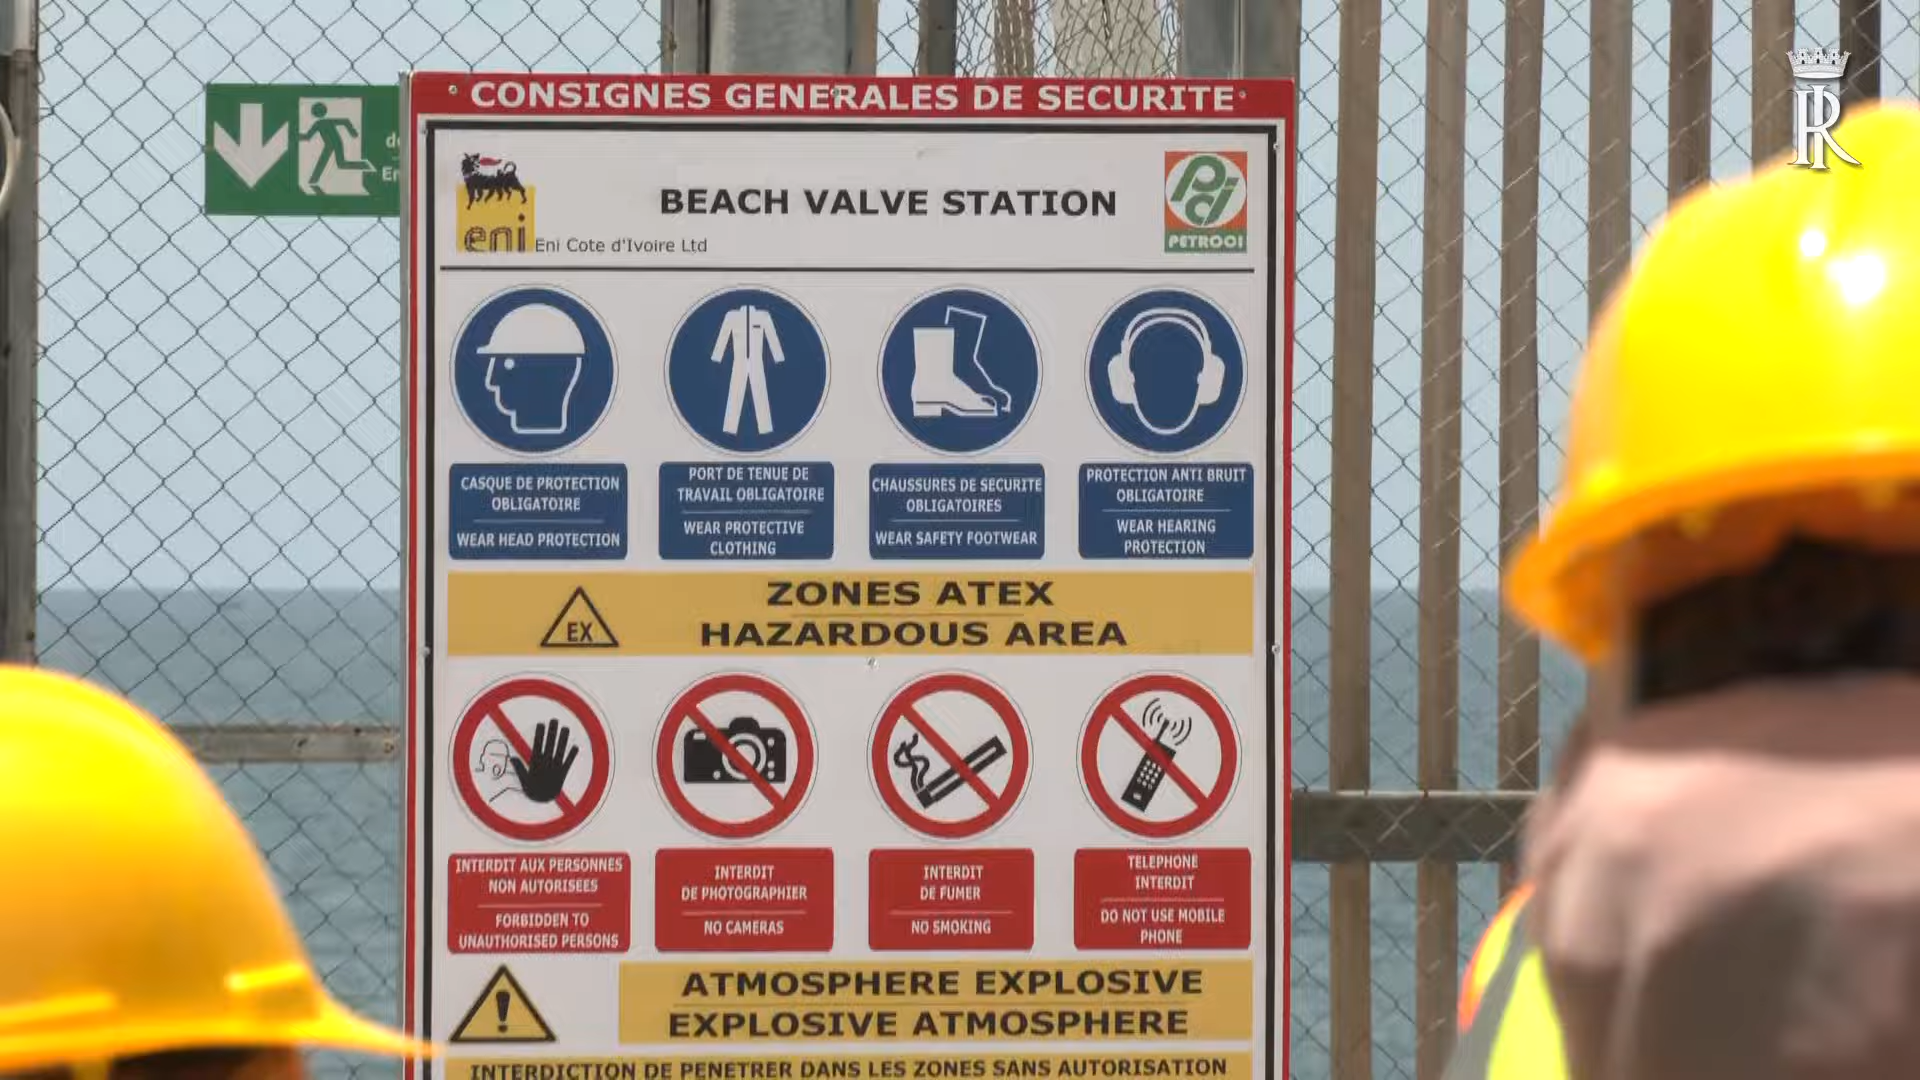 CONSIGNES GENERALES DE SECURITE
BEACH VALVE STATION
eni
Eni Cote d'Ivoire Ltd
PCI
PETROCI
CASQUE DE PROTECTION
OBLIGATOIRE
WEAR HEAD PROTECTION
PORT DE TENUE DE
TRAVAIL OBLIGATOIRE
WEAR PROTECTIVE
CLOTHING
CHAUSSURES DE SECURITE
OBLIGATOIRES
WEAR SAFETY FOOTWEAR
PROTECTION ANTI BRUIT
OBLIGATOIRE
WEAR HEARING
PROTECTION
EX
ZONES ATEX
HAZARDOUS AREA
INTERDIT AUX PERSONNES
NON AUTORISEES
FORBIDDEN TO
UNAUTHORISED PERSONS
INTERDIT
DE PHOTOGRAPHIER
NO CAMERAS
INTERDIT
DE FUMER
NO SMOKING
TELEPHONE
INTERDIT
DO NOT USE MOBILE
PHONE
ATMOSPHERE EXPLOSIVE
EXPLOSIVE ATMOSPHERE
INTERDICTION DE PENETRER DANS LES ZONES SANS AUTORISATION